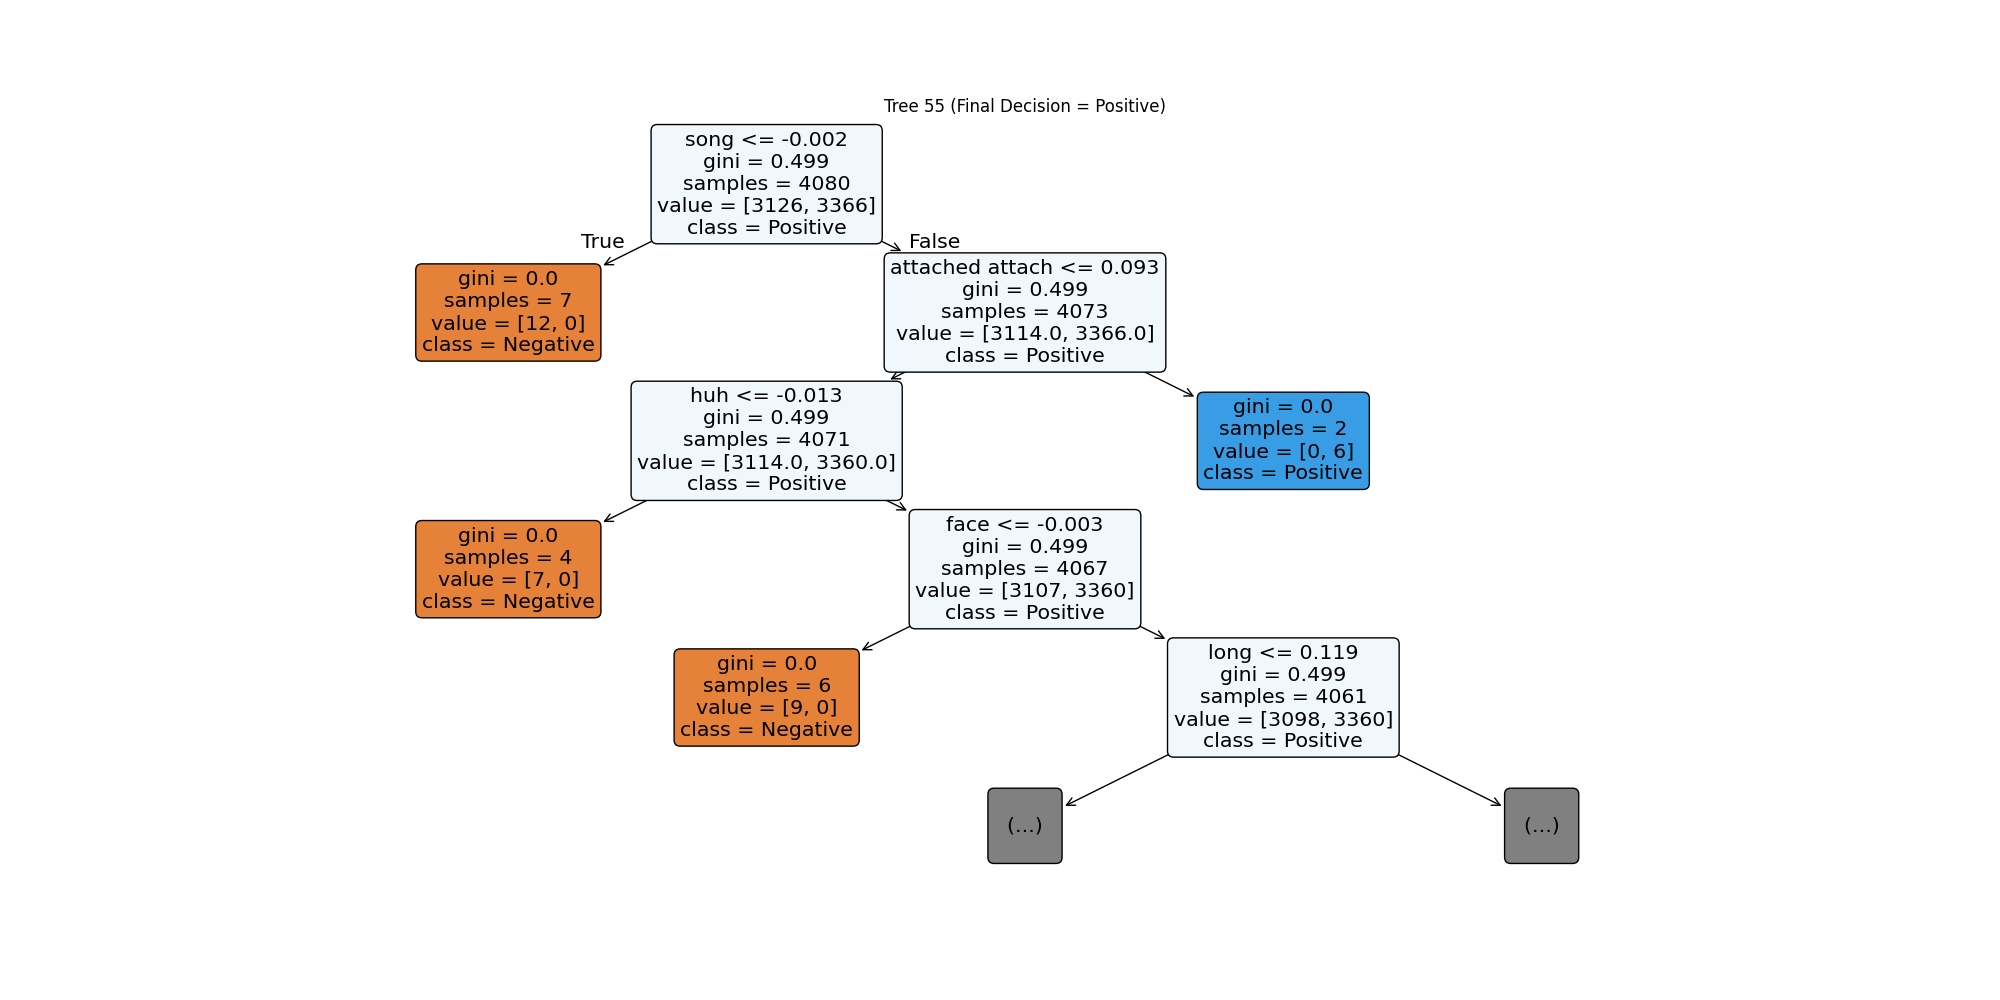 Tree 55 (Final Decision = Positive)
song <= -0.002
gini = 0.499
samples = 4080
value = [3126, 3366]
class = Positive
True
False
gini = 0.0
samples = 7
value = [12, 0]
class = Negative
attached attach <= 0.093
gini = 0.499
samples = 4073
value = [3114.0, 3366.0]
class = Positive
huh <= -0.013
gini = 0.499
samples = 4071
value = [3114.0, 3360.0]
class = Positive
gini = 0.0
samples = 2
value = [0, 6]
class = Positive
gini = 0.0
samples = 4
value = [7, 0]
class = Negative
face <= -0.003
gini = 0.499
samples = 4067
value = [3107, 3360]
class = Positive
gini = 0.0
samples = 6
value = [9, 0]
class = Negative
long <= 0.119
gini = 0.499
samples = 4061
value = [3098, 3360]
class = Positive
(...)
(...)